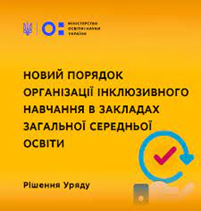 МІНІСТЕРСТВО
ОСВІТИ І НАУКИ
УКРАЇНИ
НОВИЙ ПОРЯДОК
ОРГАНІЗАЦІЇ ІНКЛЮЗИВНОГО
НАВЧАННЯ В ЗАКЛАДАХ
ЗАГАЛЬНОЇ СЕРЕДНЬОЇ
ОСВІТИ
Рішення Уряду